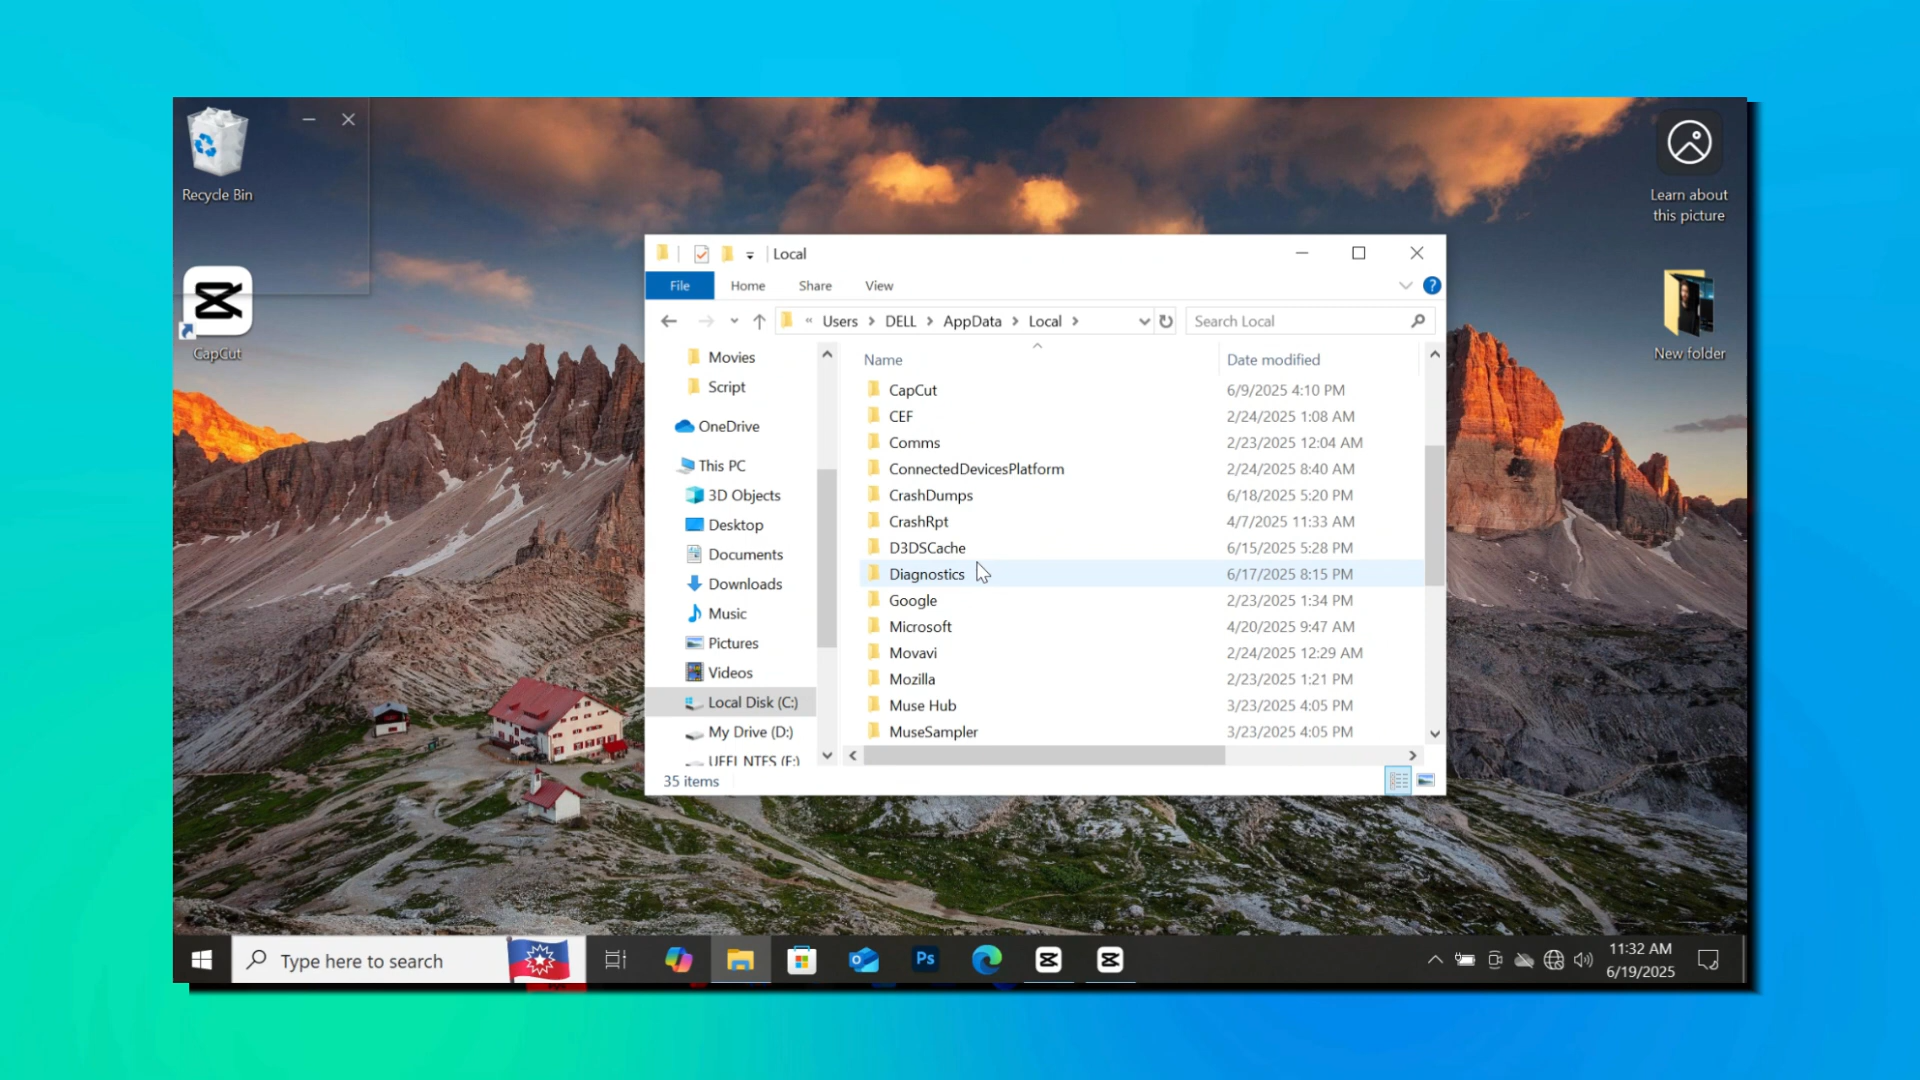 Recycle Bin
CapCut
Learn about
this picture
New folder
Local
File
Home
Share
View
?
« Users > DELL > AppData > Local >
Search Local
Movies
Script
OneDrive
This PC
3D Objects
Desktop
Documents
Downloads
Music
Pictures
Videos
Local Disk (C:)
My Drive (D:)
Name Date modified
CapCut 6/9/2025 4:10 PM
CEF 2/24/2025 1:08 AM
Comms 2/23/2025 12:04 AM
ConnectedDevicesPlatform 2/24/2025 8:40 AM
CrashDumps 6/18/2025 5:20 PM
CrashRpt 4/7/2025 11:33 AM
D3DSCache 6/15/2025 5:28 PM
Diagnostics 6/17/2025 8:15 PM
Google 2/23/2025 1:34 PM
Microsoft 4/20/2025 9:47 AM
Movavi 2/24/2025 12:29 AM
Mozilla 2/23/2025 1:21 PM
Muse Hub 3/23/2025 4:05 PM
MuseSampler 3/23/2025 4:05 PM
35 items
Type here to search
Ps
11:32 AM
6/19/2025